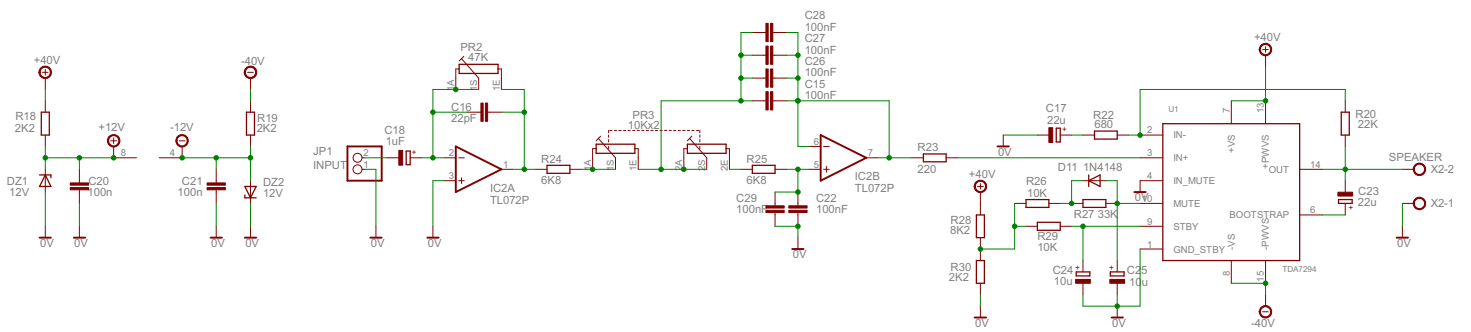 +40V
R18
2K2
+12V
8
DZ1
12V
C20
100n
0V
0V
-40V
-12V
4
R19
2K2
C21
100n
DZ2
12V
0V
0V
JP1
INPUT
2
1
0V
C18
1uF
PR2
47K
1A
1S
1E
C16
22pF
2
3
1
IC2A
TL072P
0V
R24
6K8
PR3
10Kx2
1A
1S
1E
2A
2S
2E
C28
100nF
C27
100nF
C26
100nF
C15
100nF
R25
6K8
6
5
7
IC2B
TL072P
C29
100nF
C22
100nF
0V
R23
220
0V
C17
22u
R22
680
+40V
U1
7
13
+VS
+PWVS
2
IN-
3
IN+
4
IN_MUTE
10
MUTE
9
STBY
1
GND_STBY
OUT
14
BOOTSTRAP
6
-VS
-PWVS
8
15
TDA7294
-40V
0V
D11
1N4148
R26
10K
R27
33K
R29
10K
+40V
R28
8K2
R30
2K2
0V
C24
10u
C25
10u
0V
R20
22K
C23
22u
SPEAKER
X2-2
X2-1
0V